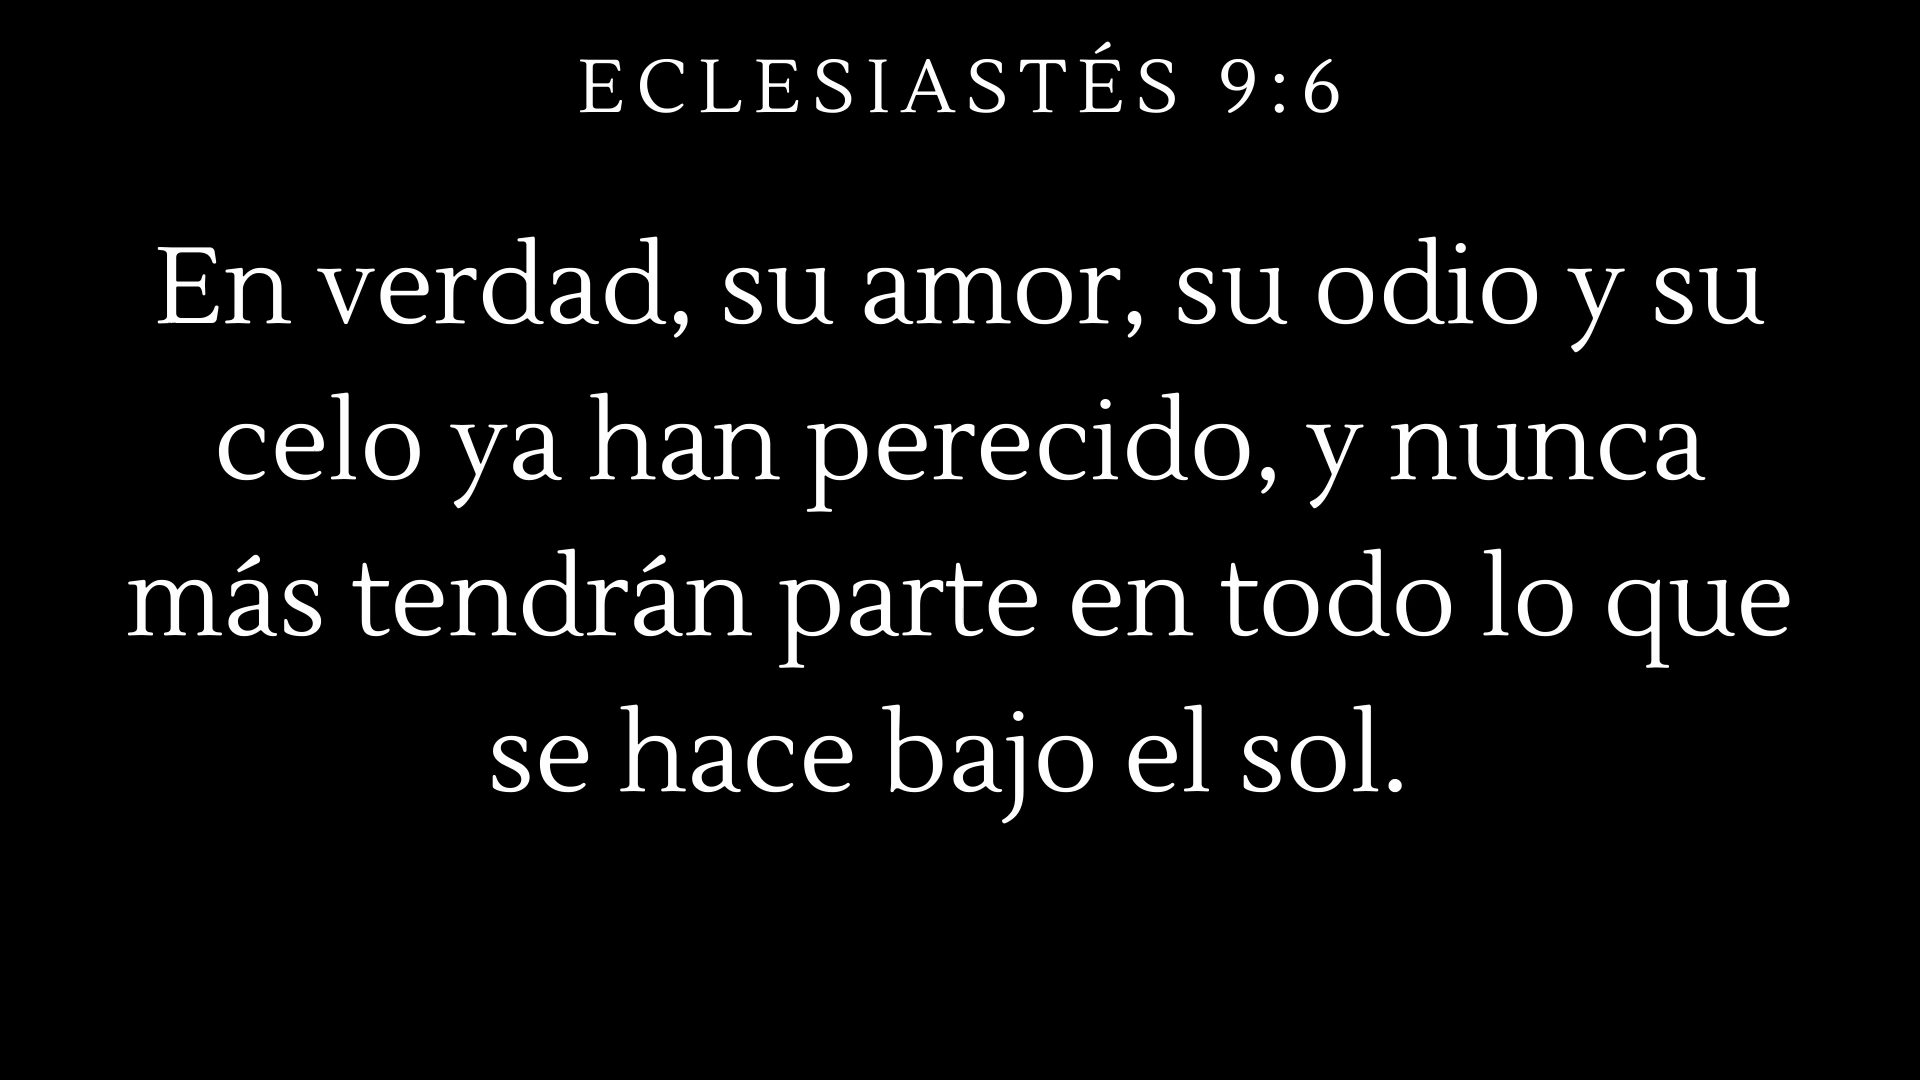 ECLESIASTÉS 9:6
En verdad, su amor, su odio y su
celo ya han perecido, y nunca
más tendrán parte en todo lo que
se hace bajo el sol.